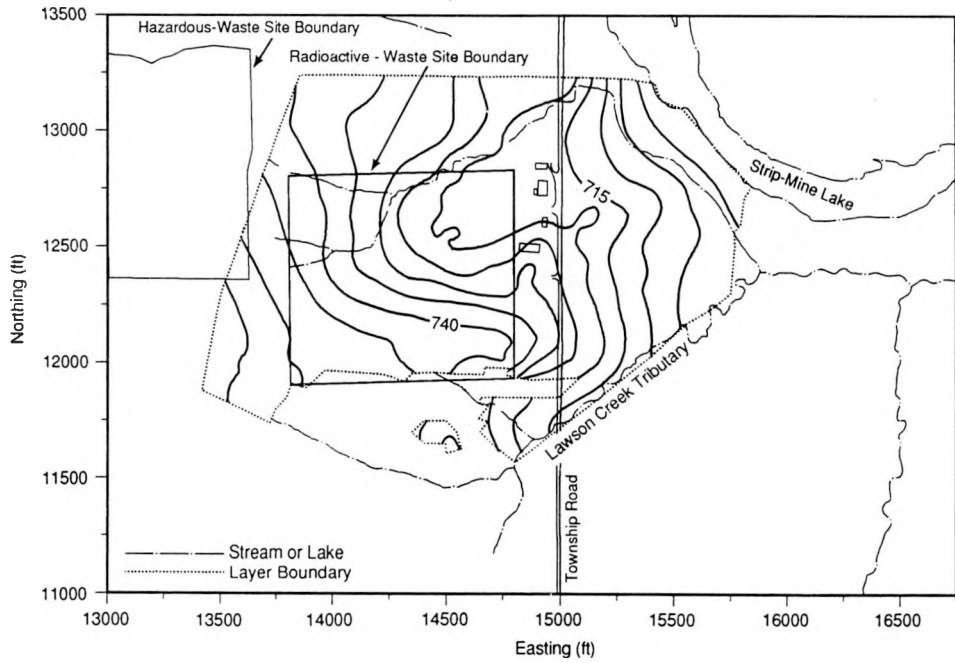 13500
Hazardous-Waste Site Boundary
Radioactive - Waste Site Boundary
13000
Strip-Mine Lake
715
12500
Northing (ft)
740
12000
Lawson Creek Tributary
11500
Township Road
Stream or Lake
Layer Boundary
11000
13000 13500 14000 14500 15000 15500 16000 16500
Easting (ft)